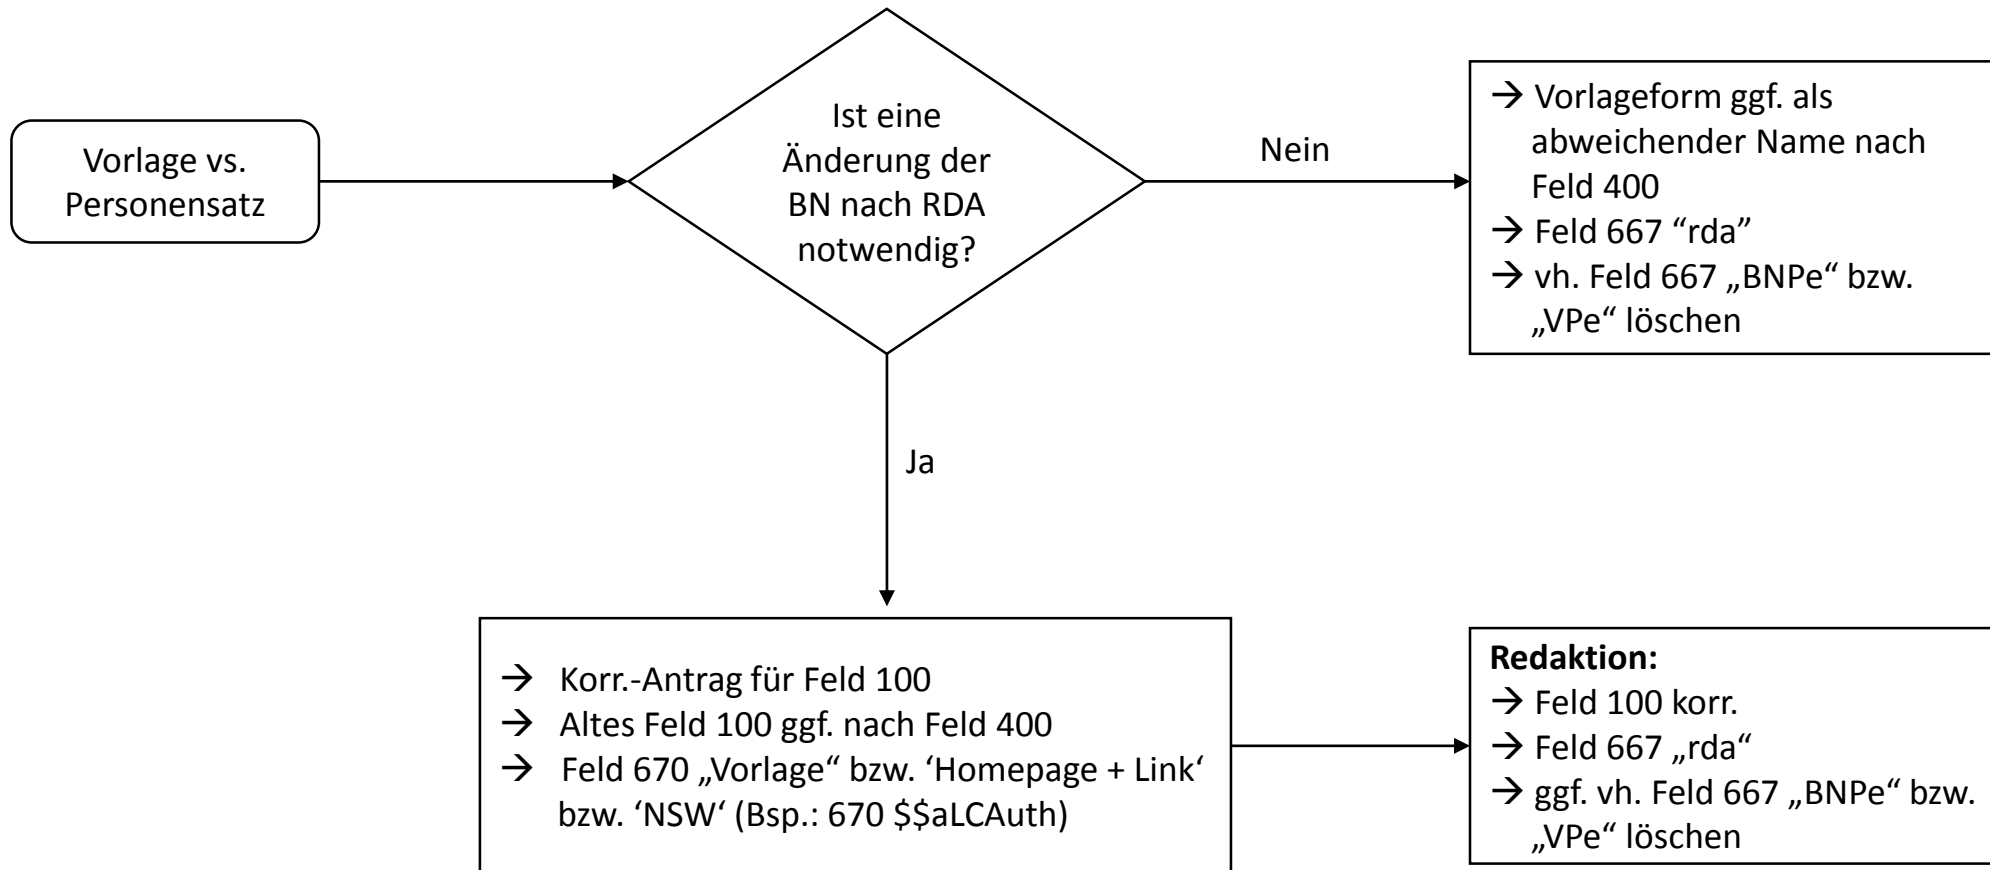 Vorlage vs.
Personensatz
Ist eine
Änderung der
BN nach RDA
notwendig?
Nein
→ Vorlageform ggf. als
abweichender Name nach
Feld 400
→ Feld 667 “rda”
→ vh. Feld 667 „BNPe“ bzw.
„VPe“ löschen
Ja
→ Korr.-Antrag für Feld 100
→ Altes Feld 100 ggf. nach Feld 400
→ Feld 670 „Vorlage“ bzw. ‘Homepage + Link‘
bzw. ‘NSW‘ (Bsp.: 670 $$aLCAuth)
Redaktion:
→ Feld 100 korr.
→ Feld 667 „rda“
→ ggf. vh. Feld 667 „BNPe“ bzw.
„VPe“ löschen